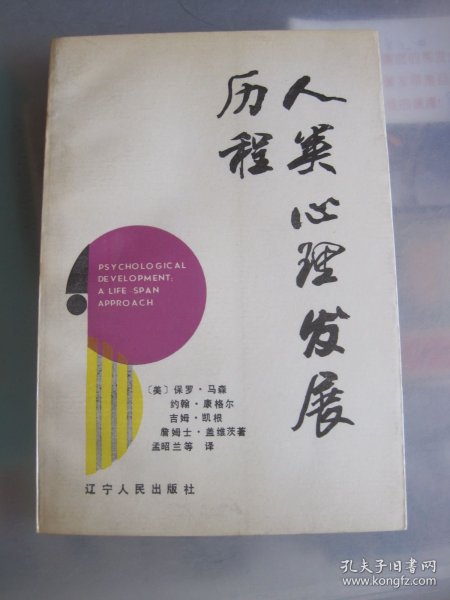 人类心理发展
历程
PSYCHOLOGICAL
DEVELOPMENT:
A LIFE-SPAN
APPROACH
〔美〕保罗·马森
约翰·康格尔
吉姆·凯根
詹姆士·盖维茨著
孟昭兰等 译
辽宁人民出版社
孔夫子旧书网
www.kongfz.com